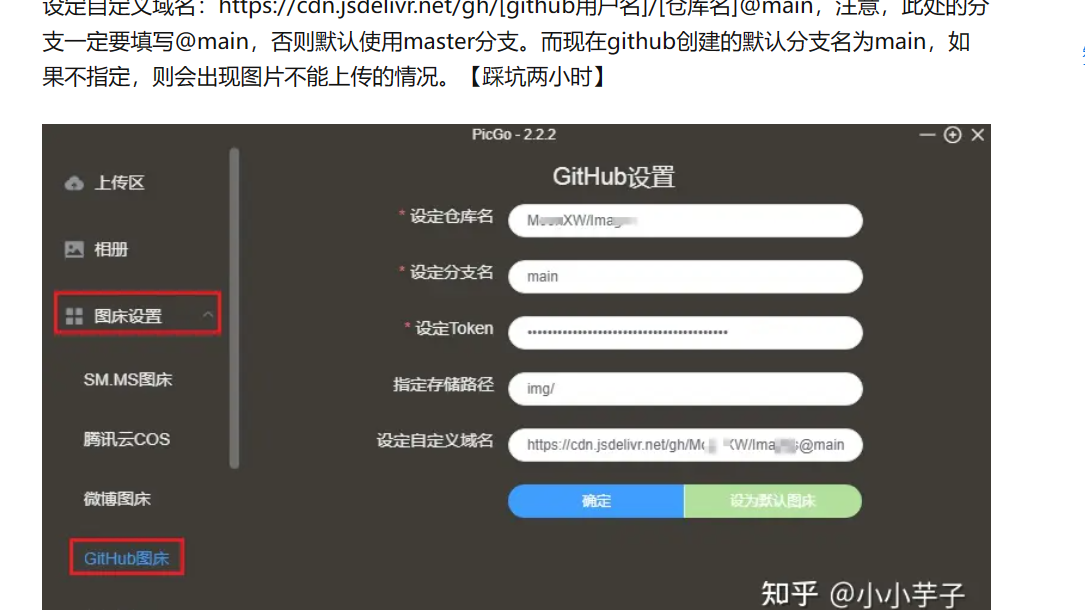 设定自定义域名：https://cdn.jsdelivr.net/gh/[github用户名]/[仓库名]@main，注意，此处的分
支一定要填写@main，否则默认使用master分支。而现在github创建的默认分支名为main，如
果不指定，则会出现图片不能上传的情况。【踩坑两小时】
PicGo - 2.2.2
上传区
相册
图床设置
SM.MS图床
腾讯云COS
微博图床
GitHub图床
GitHub设置
* 设定仓库名
XW/Imag
* 设定分支名 main
* 设定Token
指定存储路径 img/
设定自定义域名 https://cdn.jsdelivr.net/gh/M XW/Ima @main
确定 设为默认图床
知乎 @小小芋子